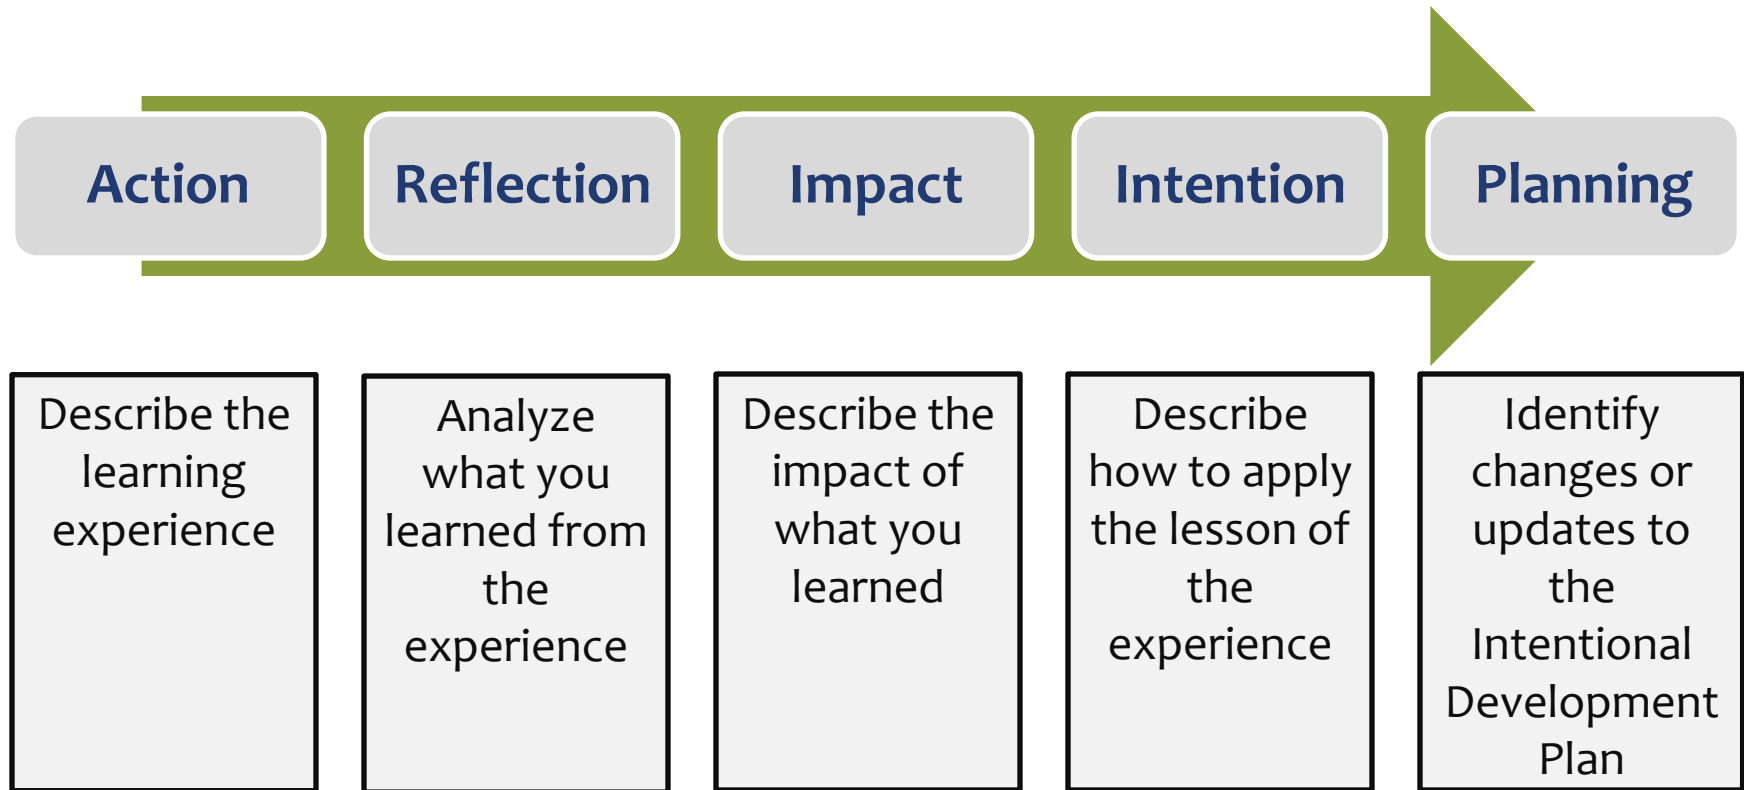 Action
Reflection
Impact
Intention
Planning
Describe the
learning
experience
Analyze
what you
learned from
the
experience
Describe the
impact of
what you
learned
Describe
how to apply
the lesson of
the
experience
Identify
changes or
updates to
the
Intentional
Development
Plan